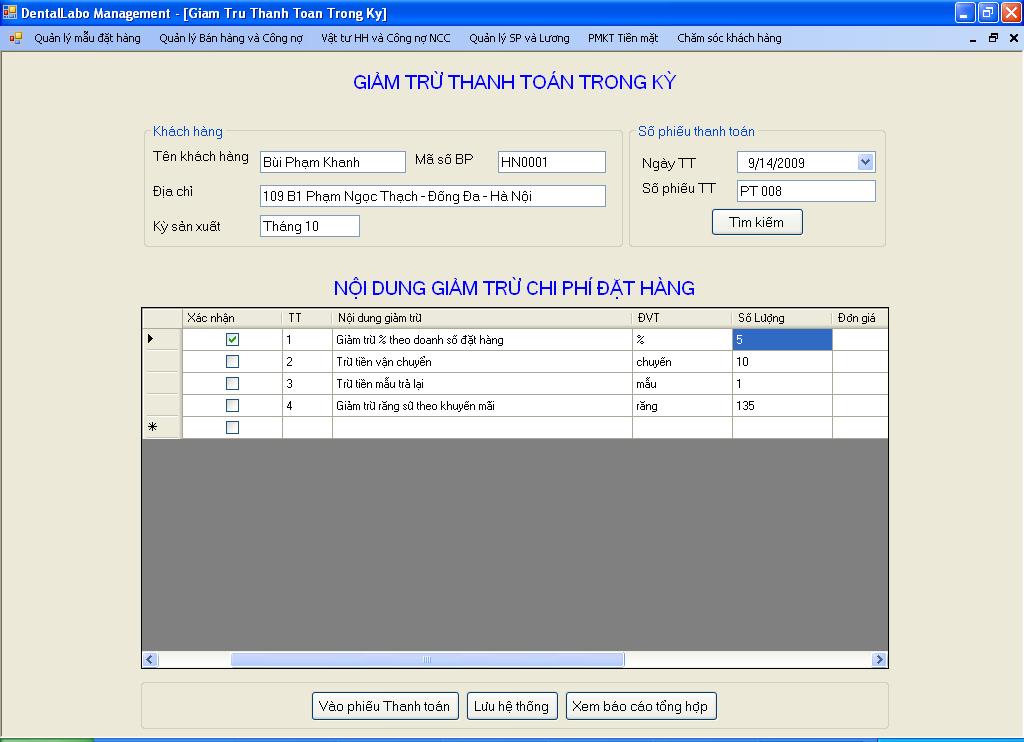 DentalLabo Management - [Giam Tru Thanh Toan Trong Ky]
Quản lý mẫu đặt hàng Quản lý Bán hàng và Công nợ Vật tư HH và Công nợ NCC Quản lý SP và Lương PMKT Tiền mặt Chăm sóc khách hàng
GIẢM TRỪ THANH TOÁN TRONG KỲ
Khách hàng
Tên khách hàng Bùi Phạm Khanh Mã số BP HN0001
Địa chỉ 109 B1 Phạm Ngọc Thạch - Đống Đa - Hà Nội
Kỳ sản xuất Tháng 10
Số phiếu thanh toán
Ngày TT 9/14/2009
Số phiếu TT PT 008
Tìm kiếm
NỘI DUNG GIẢM TRỪ CHI PHÍ ĐẶT HÀNG
Xác nhận TT Nội dung giảm trừ ĐVT Số Lượng Đơn giá
1 Giảm trừ % theo doanh số đặt hàng % 5
2 Trừ tiền vận chuyển chuyến 10
3 Trừ tiền mẫu trả lại mẫu 1
4 Giảm trừ răng sứ theo khuyến mãi răng 135
Vào phiếu Thanh toán Lưu hệ thống Xem báo cáo tổng hợp